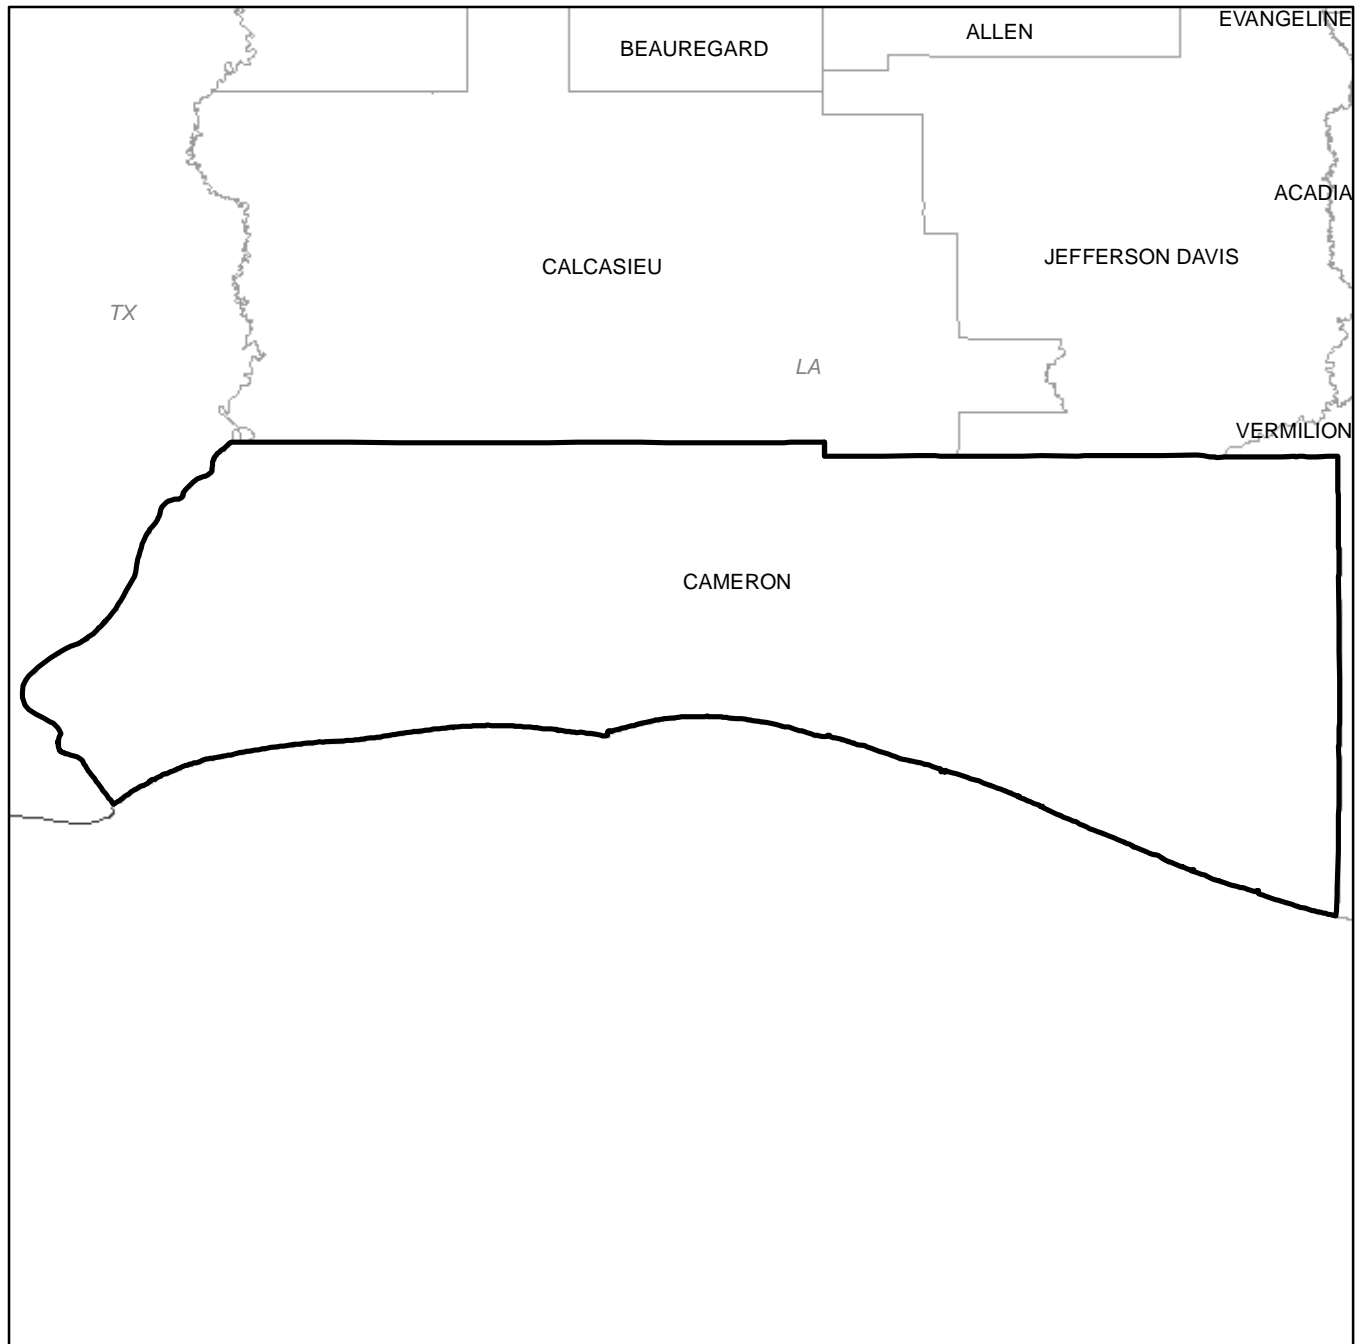 EVANGELINE
ALLEN
BEAUREGARD
ACADIA
JEFFERSON DAVIS
CALCASIEU
TX
LA
VERMILION
CAMERON